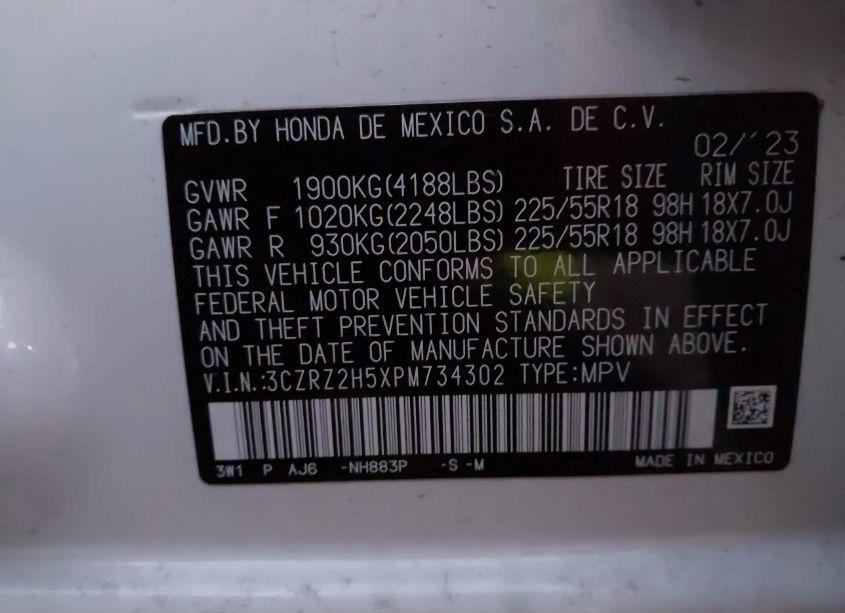 MFD.BY HONDA DE MEXICO S.A. DE C.V.
02/'23
GVWR 1900KG(4188LBS) TIRE SIZE RIM SIZE
GAWR F 1020KG(2248LBS) 225/55R18 98H 18X7.0J
GAWR R 930KG(2050LBS) 225/55R18 98H 18X7.0J
THIS VEHICLE CONFORMS TO ALL APPLICABLE
FEDERAL MOTOR VEHICLE SAFETY
AND THEFT PREVENTION STANDARDS IN EFFECT
ON THE DATE OF MANUFACTURE SHOWN ABOVE.
V.I.N.:3CZRZ2H5XPM734302 TYPE:MPV
3W1 P AJ6 -NH883P -S -M MADE IN MEXICO